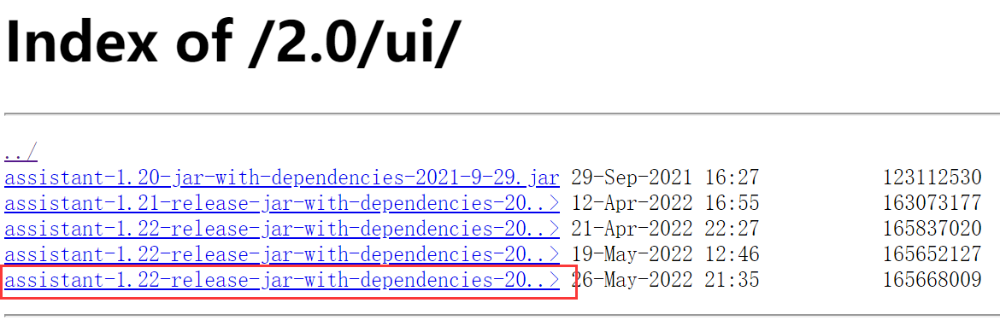 Index of /2.0/ui/
../
assistant-1.20-jar-with-dependencies-2021-9-29.jar 29-Sep-2021 16:27 123112530
assistant-1.21-release-jar-with-dependencies-20..> 12-Apr-2022 16:55 163073177
assistant-1.22-release-jar-with-dependencies-20..> 21-Apr-2022 22:27 165837020
assistant-1.22-release-jar-with-dependencies-20..> 19-May-2022 12:46 165652127
assistant-1.22-release-jar-with-dependencies-20..> 26-May-2022 21:35 165668009